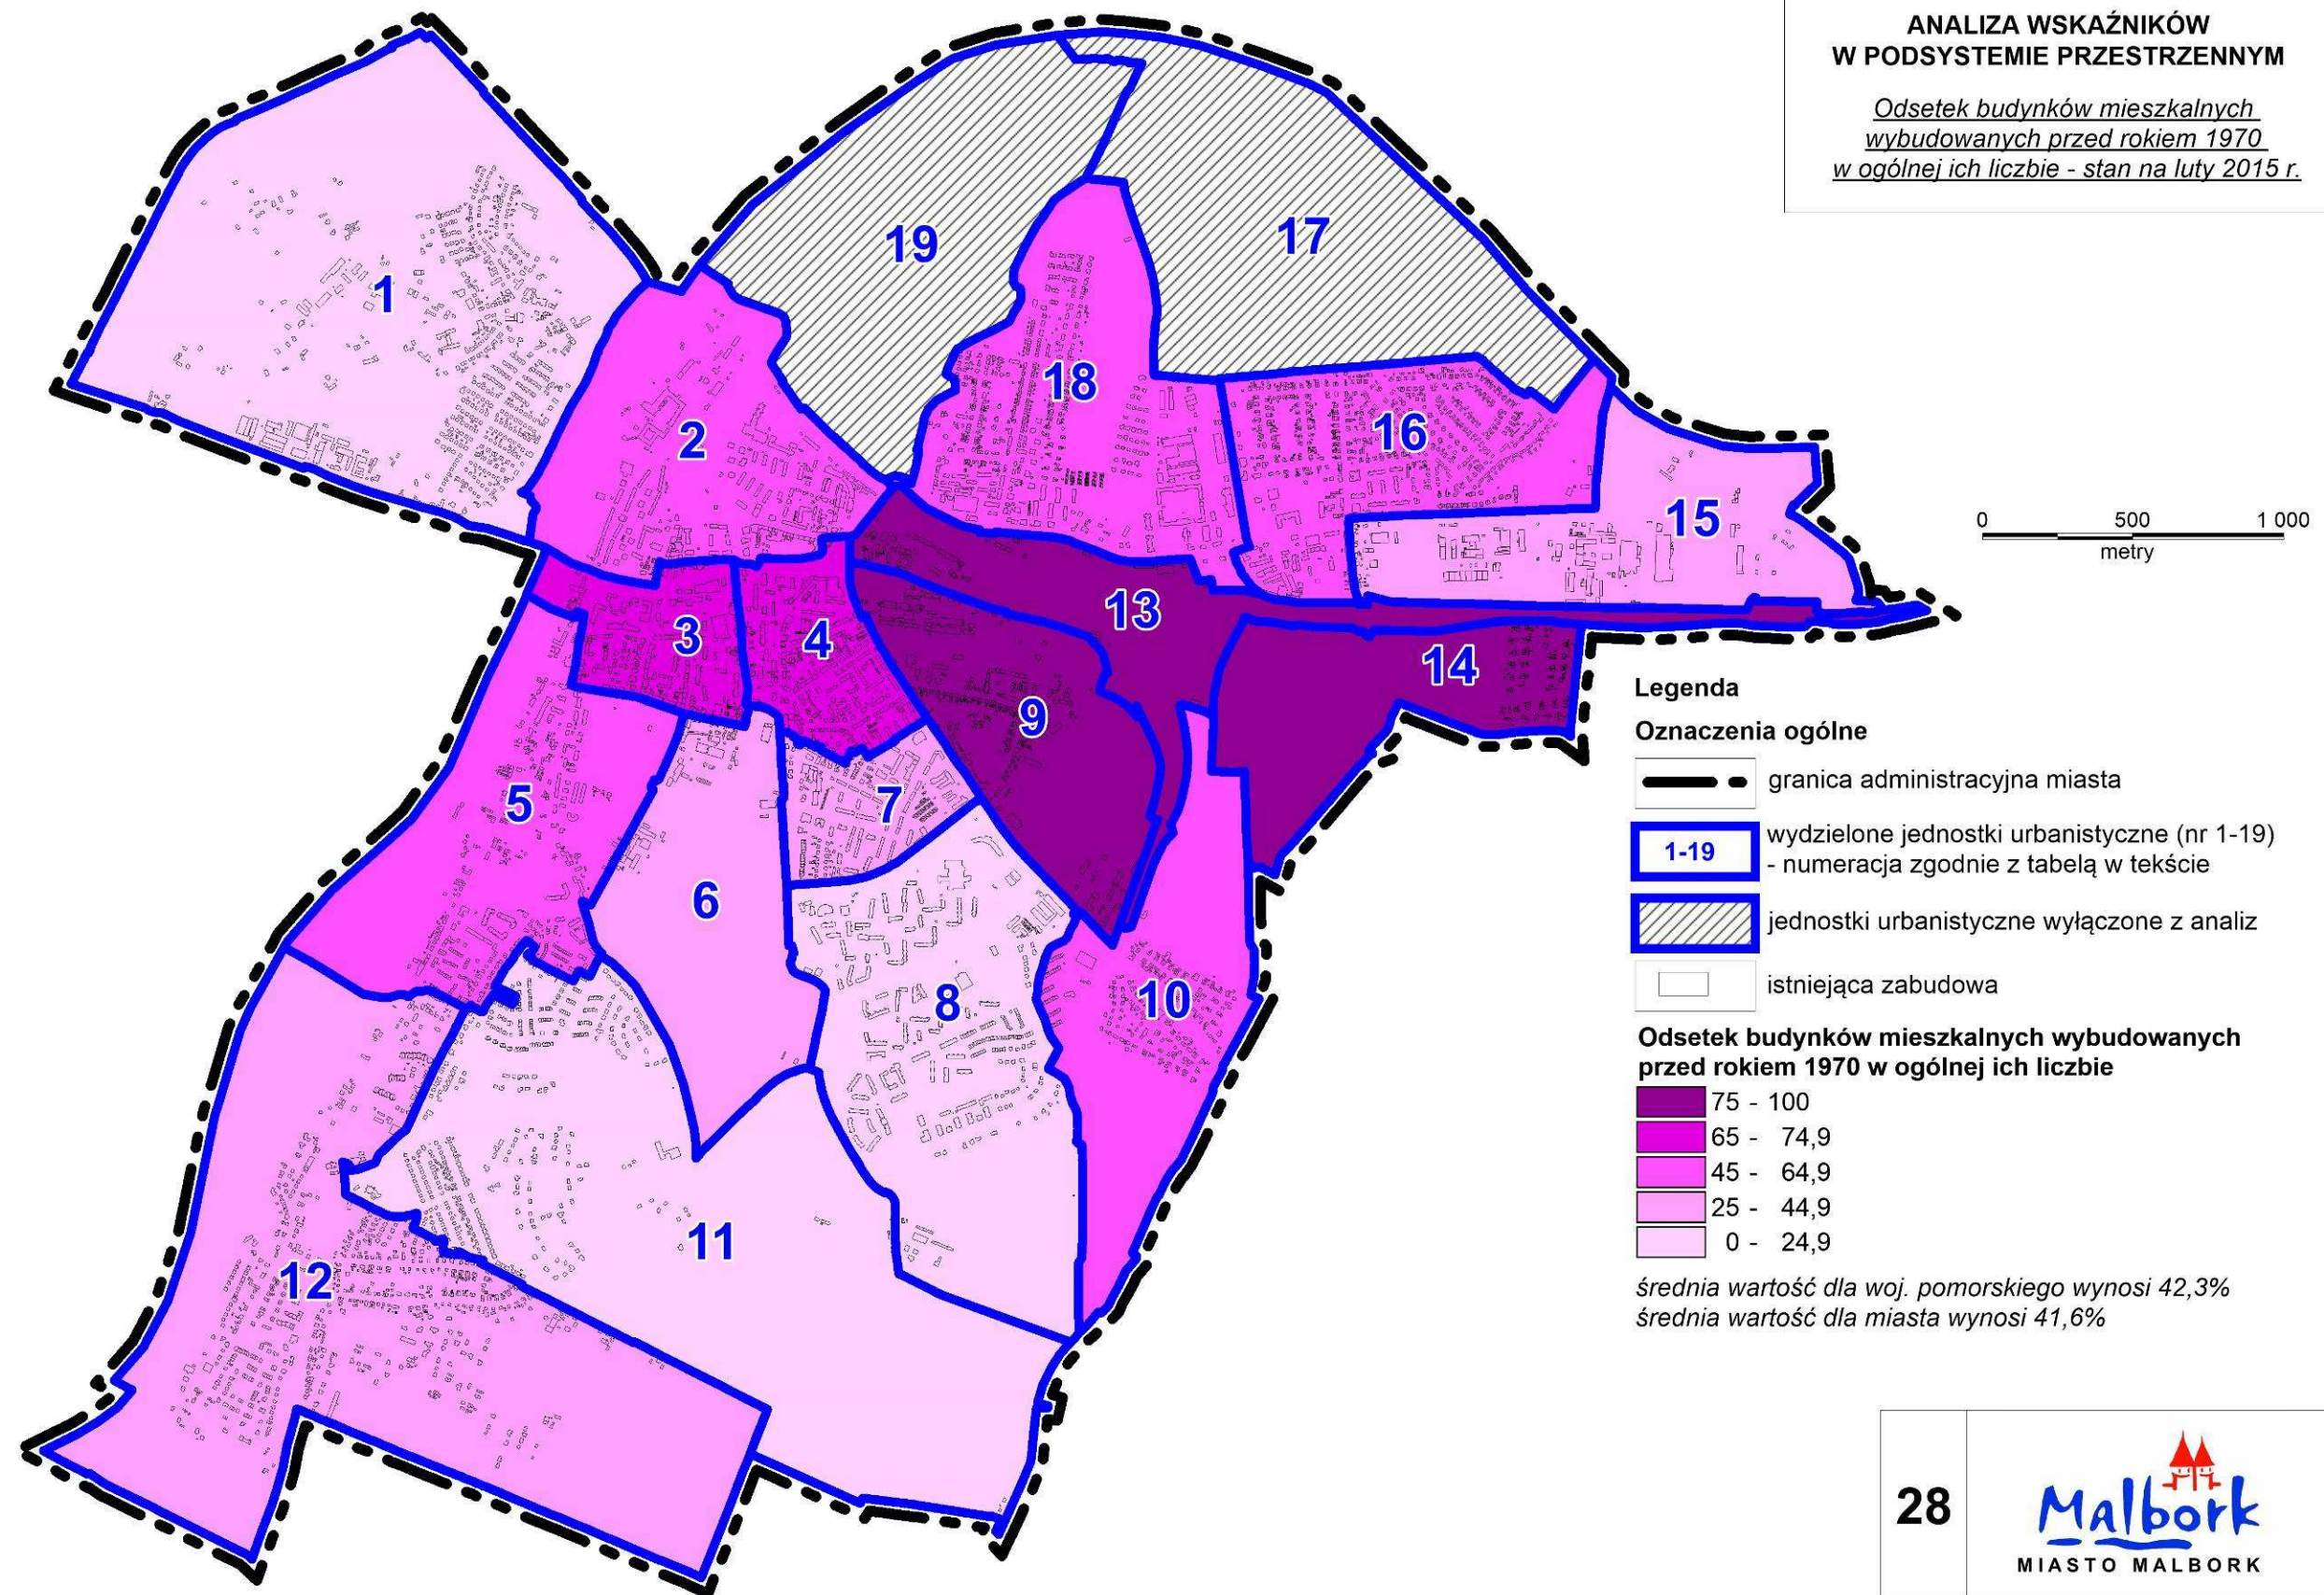 ANALIZA WSKAŹNIKÓW
W PODSYSTEMIE PRZESTRZENNYM
Odsetek budynków mieszkalnych
wybudowanych przed rokiem 1970
w ogólnej ich liczbie - stan na luty 2015 r.
19
17
1
18
2
16
15
0 500 1 000
metry
13
3
4
14
9
5
7
6
8
10
11
12
Legenda
Oznaczenia ogólne
granica administracyjna miasta
1-19
wydzielone jednostki urbanistyczne (nr 1-19)
- numeracja zgodnie z tabelą w tekście
jednostki urbanistyczne wyłączone z analiz
istniejąca zabudowa
Odsetek budynków mieszkalnych wybudowanych
przed rokiem 1970 w ogólnej ich liczbie
75 - 100
65 - 74,9
45 - 64,9
25 - 44,9
0 - 24,9
średnia wartość dla woj. pomorskiego wynosi 42,3%
średnia wartość dla miasta wynosi 41,6%
28
Malbork
MIASTO MALBORK